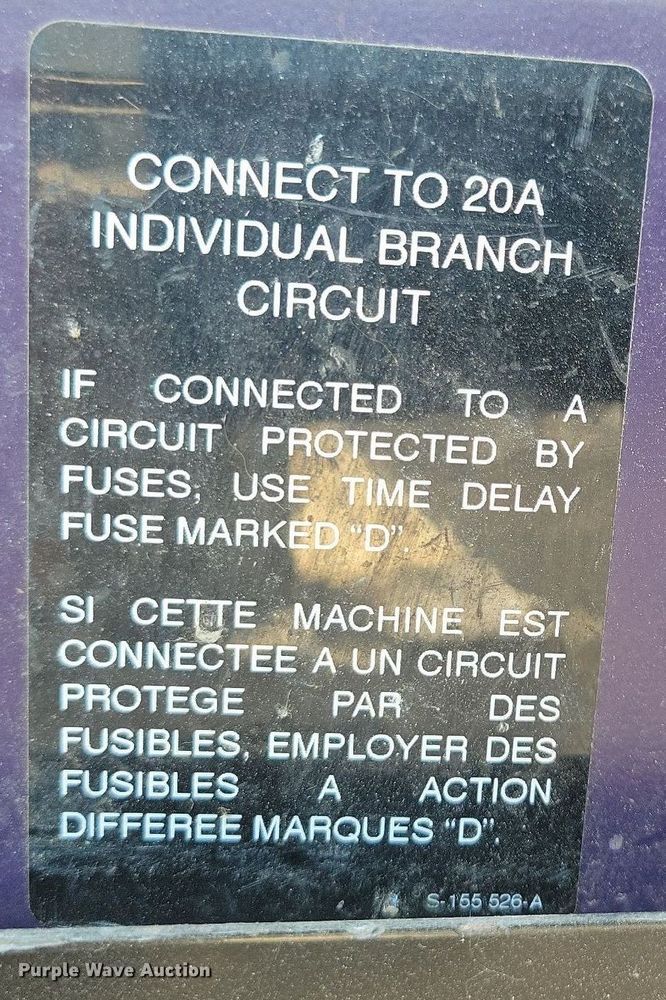 CONNECT TO 20A
INDIVIDUAL BRANCH
CIRCUIT
IF CONNECTED TO A
CIRCUIT PROTECTED BY
FUSES, USE TIME DELAY
FUSE MARKED "D".
SI CETTE MACHINE EST
CONNECTEE A UN CIRCUIT
PROTEGE PAR DES
FUSIBLES, EMPLOYER DES
FUSIBLES A ACTION
DIFFEREE MARQUES "D".
S-155 526-A
Purple Wave Auction